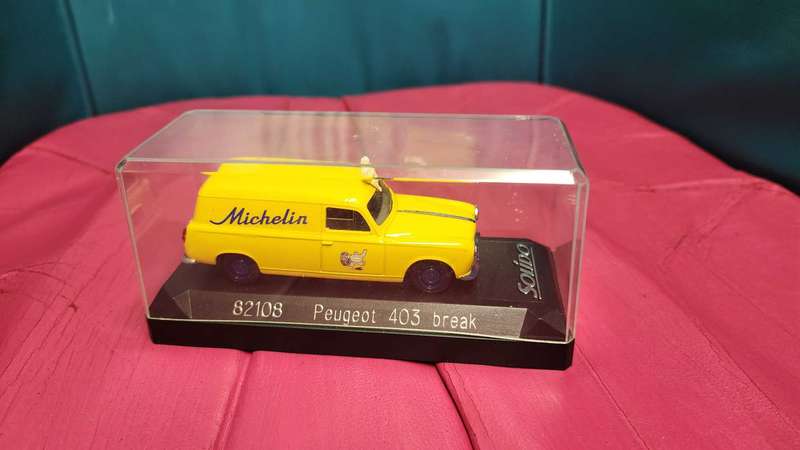 Michelin
Solido
82108 Peugeot 403 break